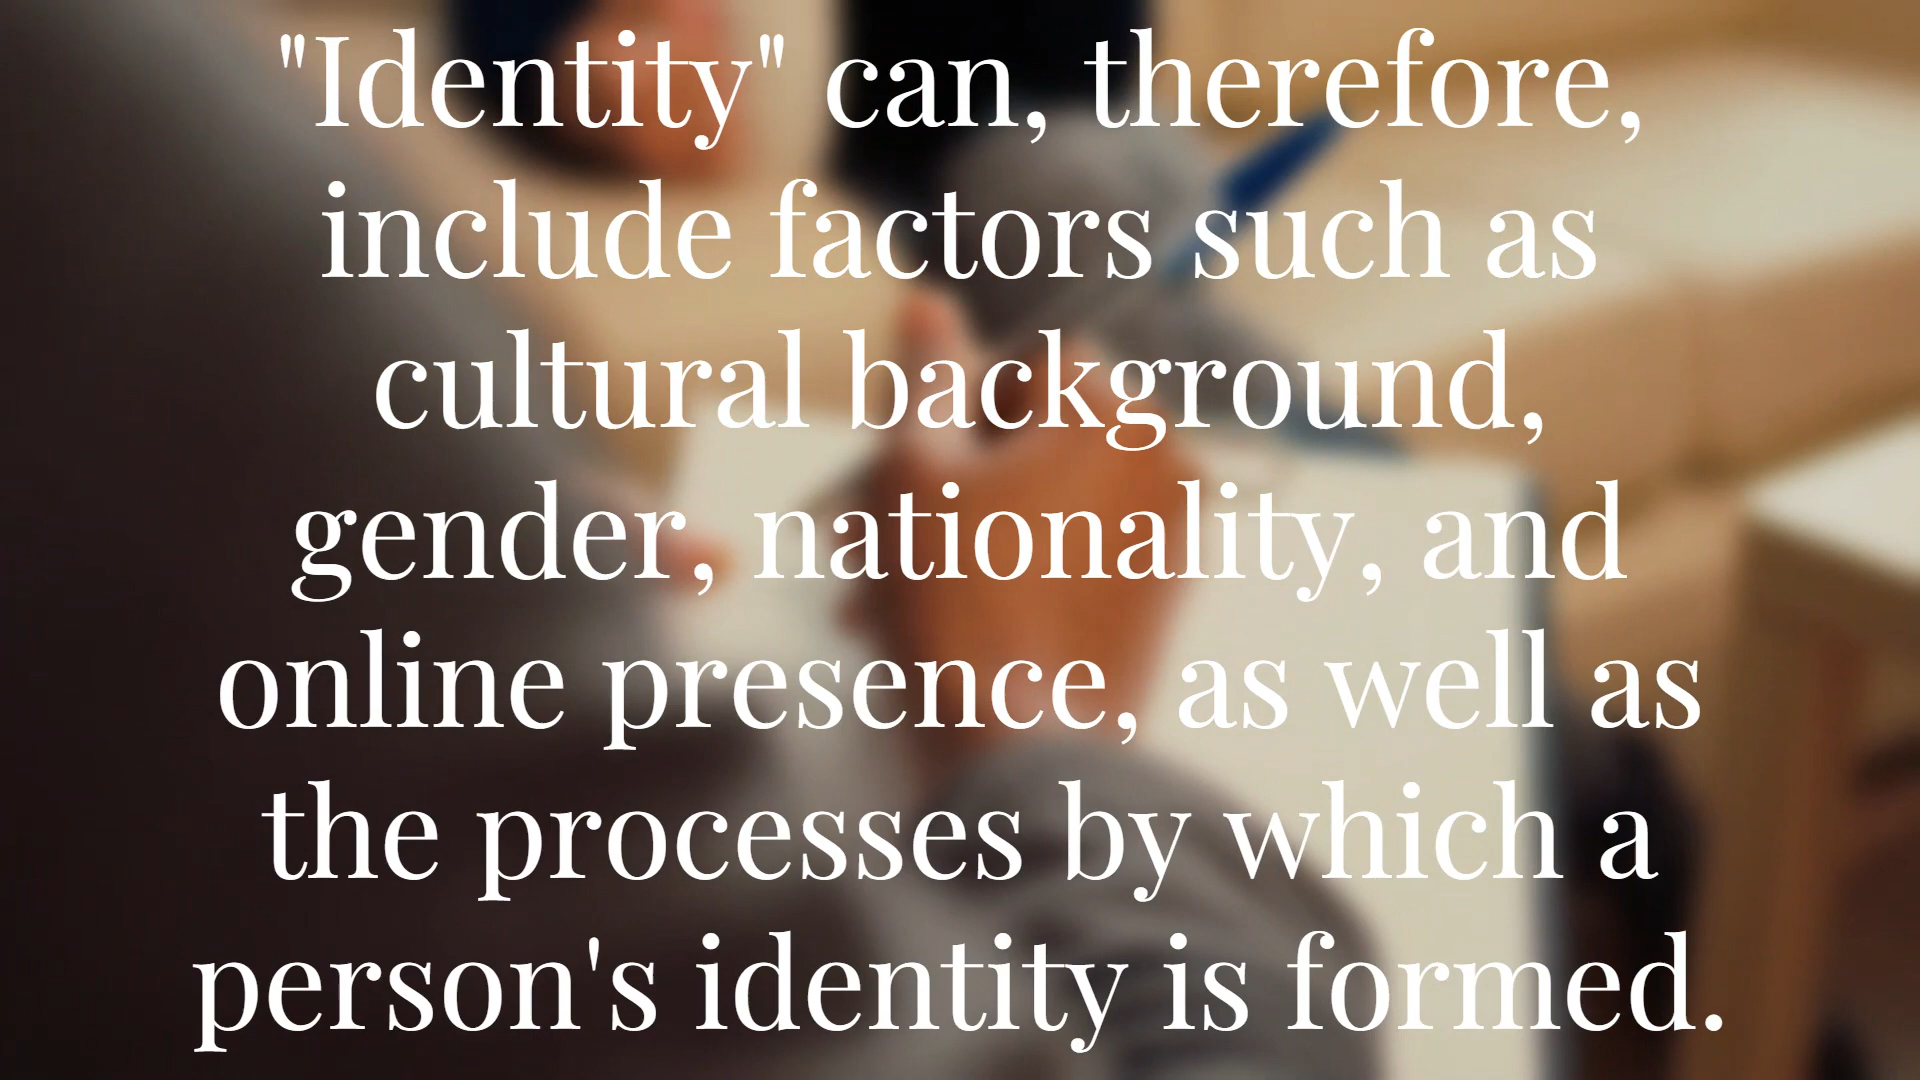 "Identity" can, therefore,
include factors such as
cultural background,
gender, nationality, and
online presence, as well as
the processes by which a
person's identity is formed.